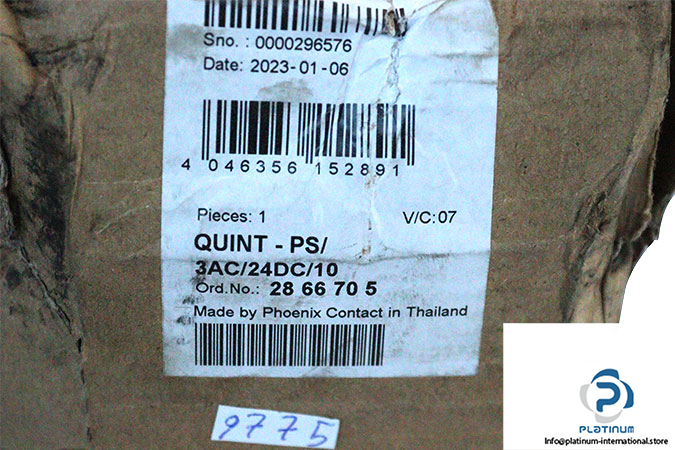 Sno. : 0000296576
Date: 2023-01-06
4 046356 152891
Pieces: 1 V/C: 07
QUINT - PS/
3AC/24DC/10
Ord.No.: 28 66 70 5
Made by Phoenix Contact in Thailand
9775
PLATINUM
Info@platinum-international.store